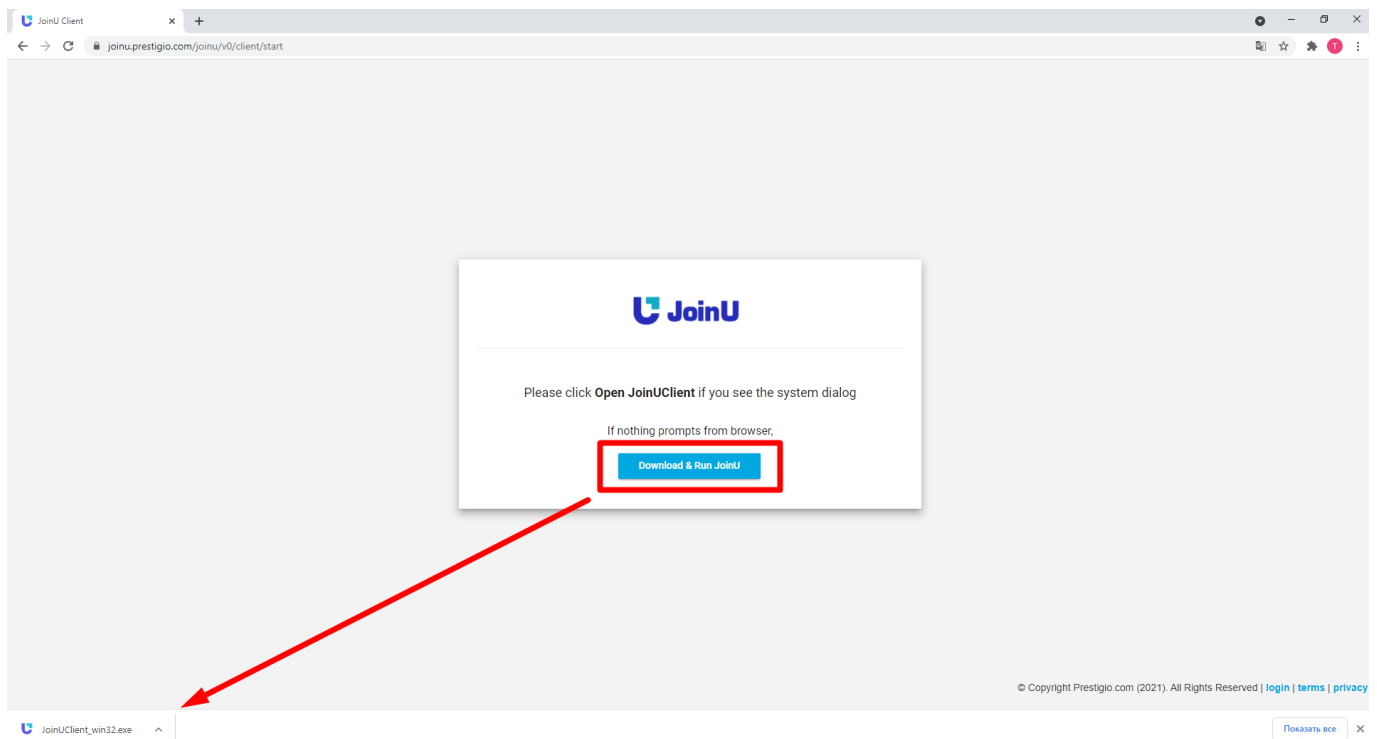 JoinU Client
joinu.prestigio.com/joinu/v0/client/start
T
JoinU
Please click Open JoinUClient if you see the system dialog
If nothing prompts from browser,
Download & Run JoinU
© Copyright Prestigio.com (2021). All Rights Reserved | login | terms | privacy
JoinUClient_win32.exe
Показать все